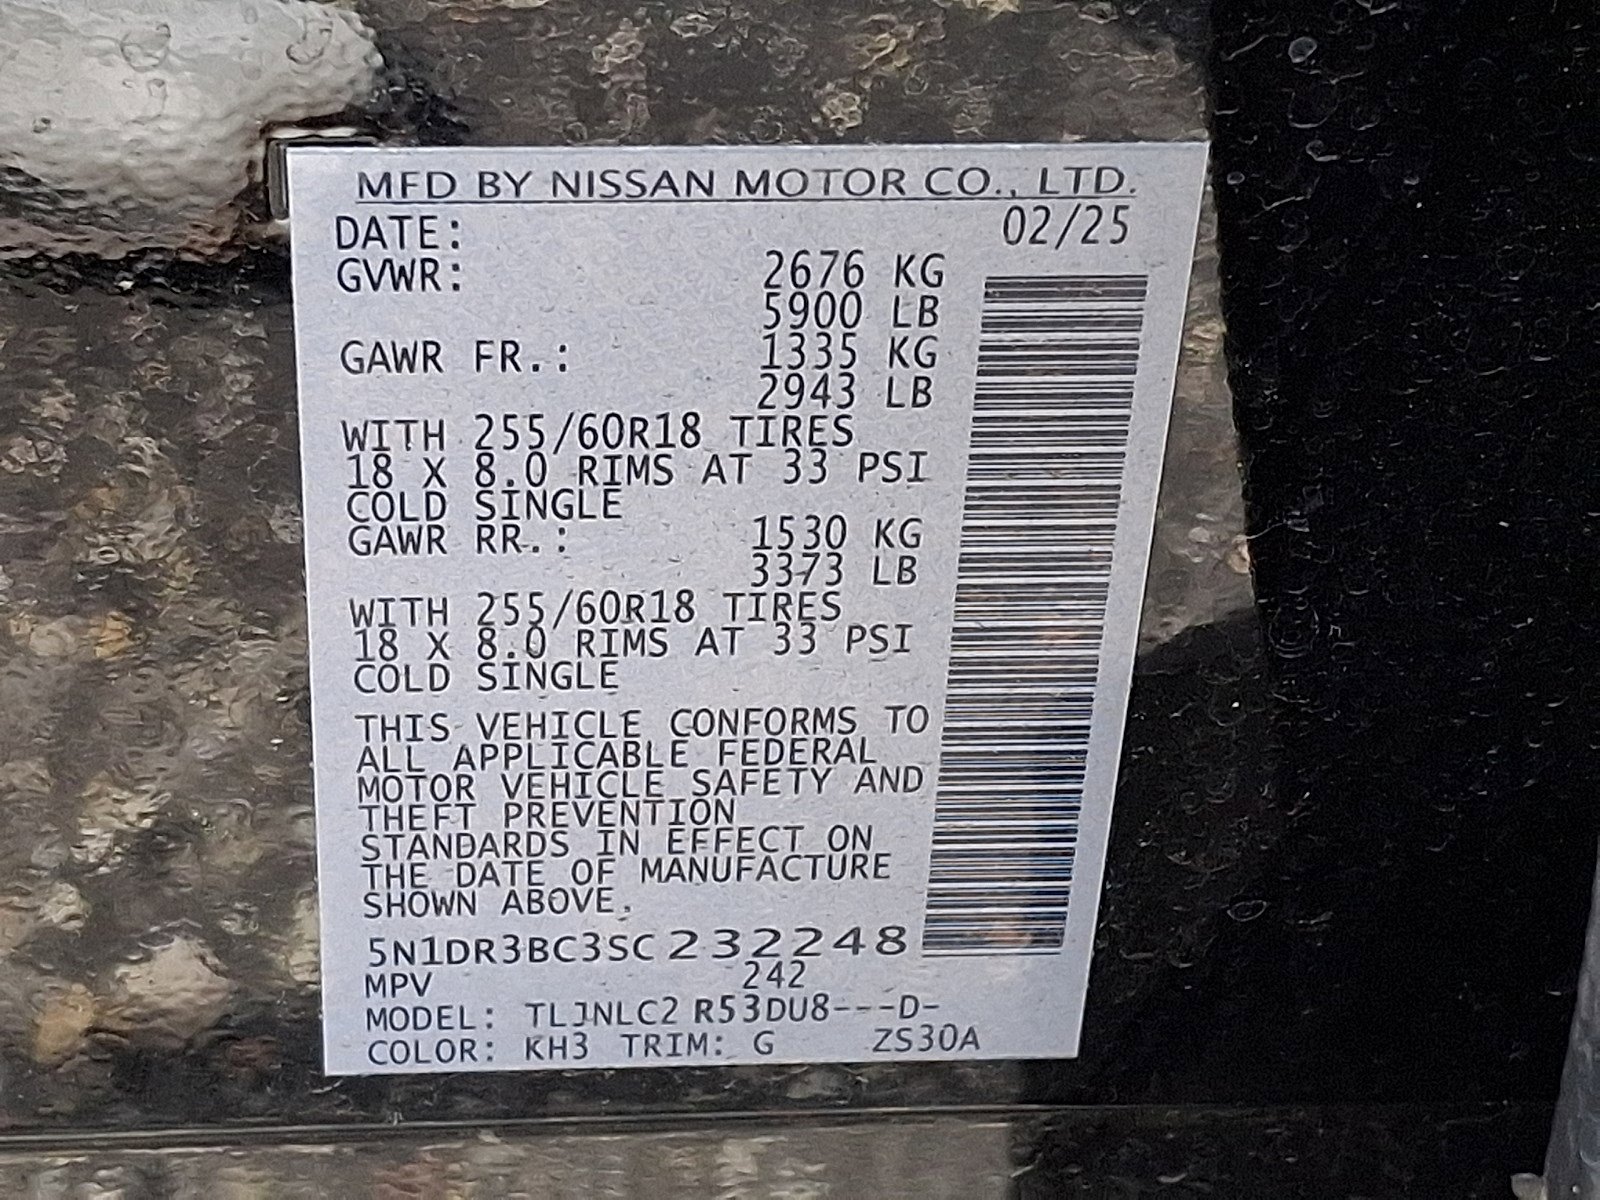 MFD BY NISSAN MOTOR CO., LTD.
DATE: 02/25
GVWR: 2676 KG
5900 LB
GAWR FR.: 1335 KG
2943 LB
WITH 255/60R18 TIRES
18 X 8.0 RIMS AT 33 PSI
COLD SINGLE
GAWR RR.: 1530 KG
3373 LB
WITH 255/60R18 TIRES
18 X 8.0 RIMS AT 33 PSI
COLD SINGLE
THIS VEHICLE CONFORMS TO
ALL APPLICABLE FEDERAL
MOTOR VEHICLE SAFETY AND
THEFT PREVENTION
STANDARDS IN EFFECT ON
THE DATE OF MANUFACTURE
SHOWN ABOVE.
5N1DR3BC3SC232248
MPV 242
MODEL: TLJNLC2 R53DU8---D-
COLOR: KH3 TRIM: G ZS30A